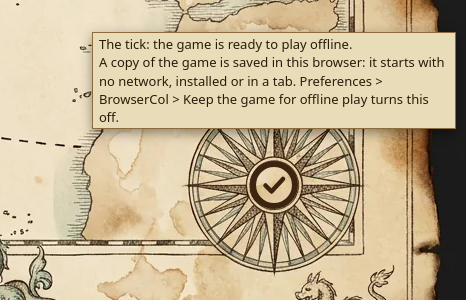 The tick: the game is ready to play offline.
A copy of the game is saved in this browser: it starts with
no network, installed or in a tab. Preferences >
BrowserCol > Keep the game for offline play turns this
off.